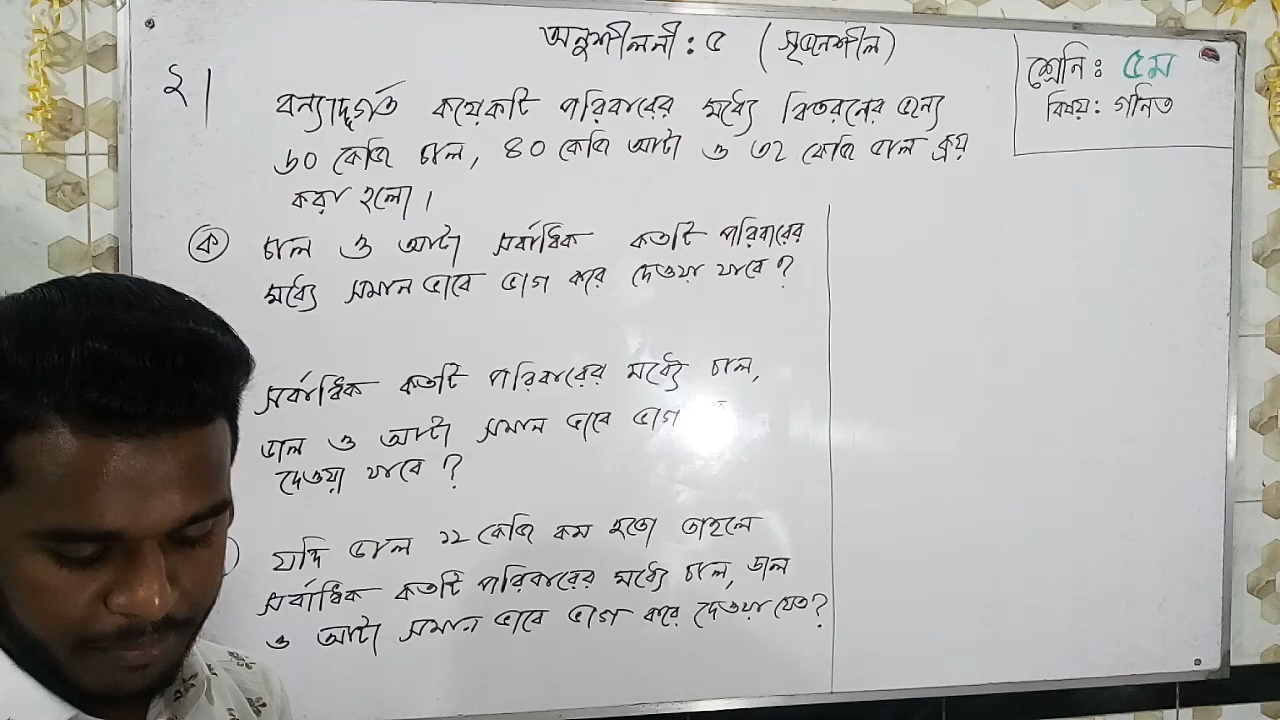 অনুশীলনী: ৫ (সৃজনশীল)
শ্রেনি: ৫ম
বিষয়: গনিত
২। বন্যাদুর্গত কয়েকটি পরিবারের মধ্যে বিতরনের জন্য
৬০ কেজি চাল, ৪০ কেজি আটা ও ৩২ কেজি ডাল ক্রয়
করা হলো।
ক চাল ও আটা সর্বাধিক কতটি পরিবারের
মধ্যে সমান ভাবে ভাগ করে দেওয়া যাবে?
সর্বাধিক কতটি পরিবারের মধ্যে চাল,
ডাল ও আটা সমান ভাবে ভাগ
দেওয়া যাবে?
) যদি ডাল ১২ কেজি কম হতো তাহলে
সর্বাধিক কতটি পরিবারের মধ্যে চাল, ডাল
ও আটা সমান ভাবে ভাগ করে দেওয়া যেত?